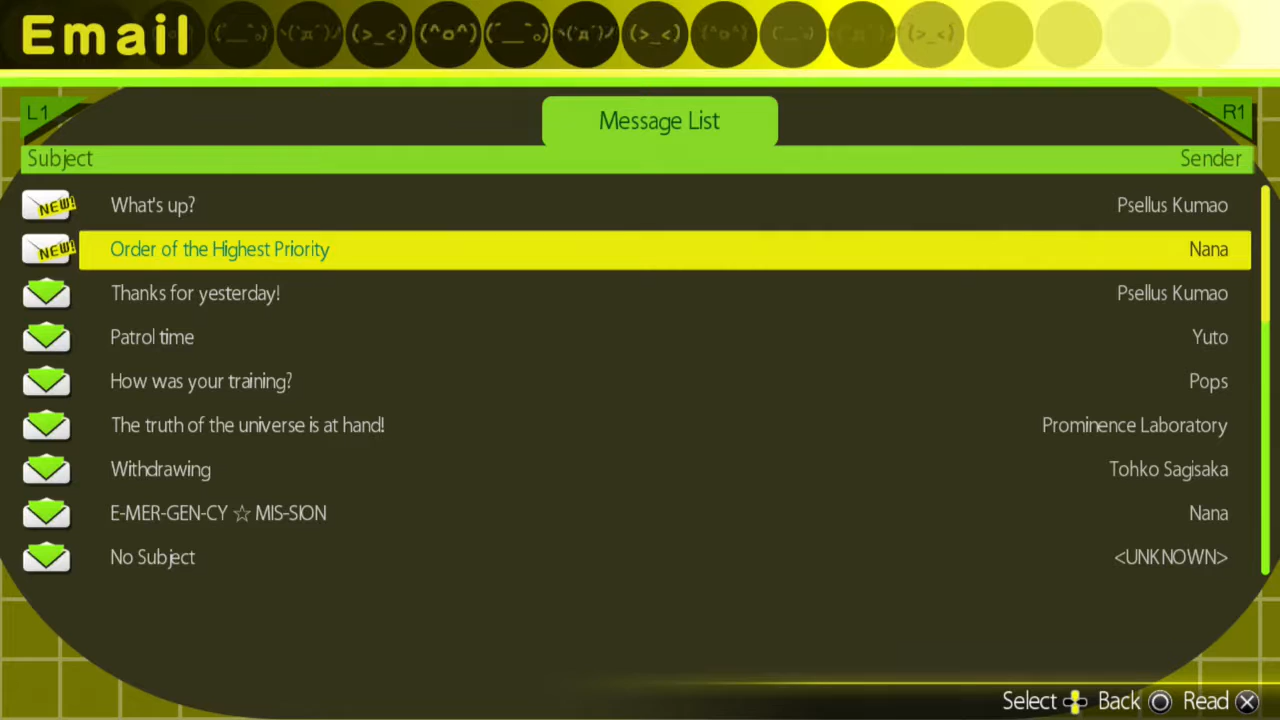 Email
(>_<) (^o^) (>_<) (>_<)
L1 Message List R1
Subject Sender
NEW! What's up? Psellus Kumao
NEW! Order of the Highest Priority Nana
Thanks for yesterday! Psellus Kumao
Patrol time Yuto
How was your training? Pops
The truth of the universe is at hand! Prominence Laboratory
Withdrawing Tohko Sagisaka
E-MER-GEN-CY ☆ MIS-SION Nana
No Subject <UNKNOWN>
Select Back Read